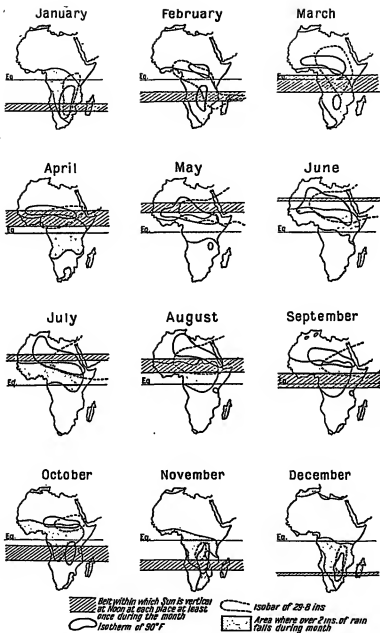 January
February
March
Eq.
Eq.
Eq.
April
May
June
Eq.
Eq.
Eq.
July
August
September
Eq.
Eq.
Eq.
October
November
December
Eq.
Eq.
Eq.
Belt within which Sun is vertical
at Noon at each place at least
once during the month
Isotherm of 90°F
Isobar of 29·8 ins
Area where over 2 ins. of rain
falls during month